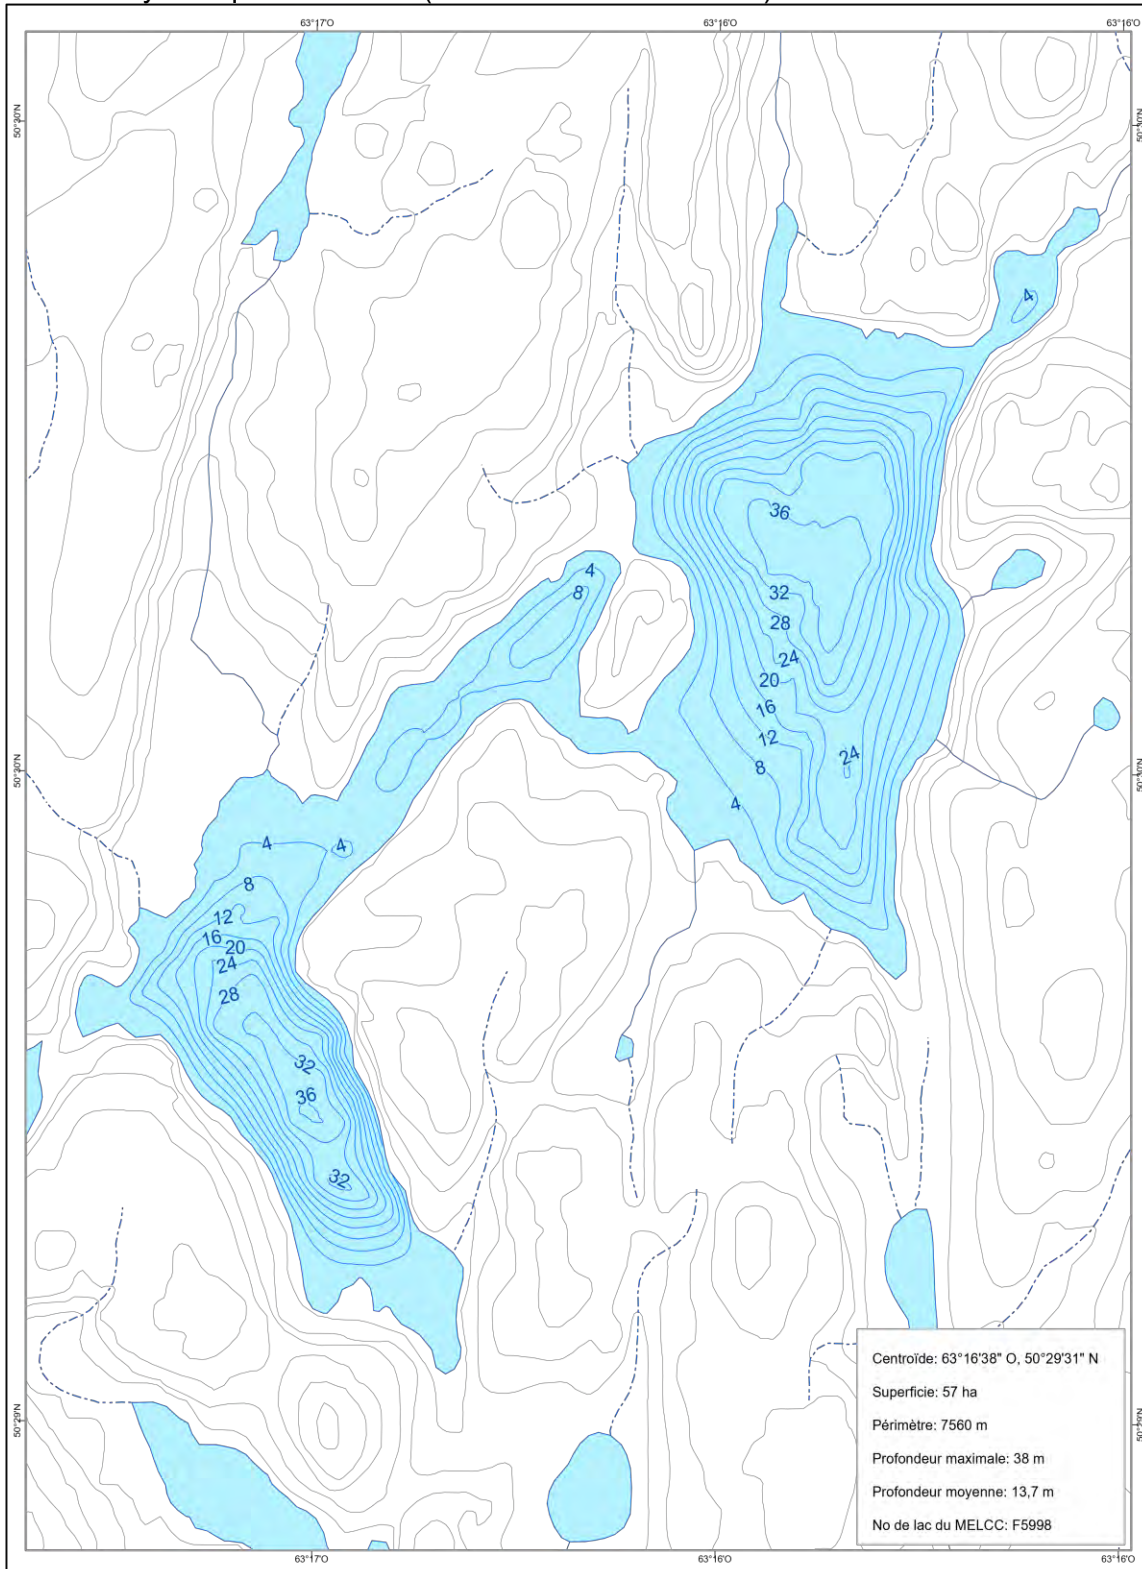 63°17'O 63°16'O 63°16'O
50°30'N 50°30'N
4
36
4
8
32
28
24
20
16
12 24
8
4
4 4
8
12
16 20
24
28
32
36
32
50°30'N 50°30'N
Centroïde: 63°16'38" O, 50°29'31" N
Superficie: 57 ha
Périmètre: 7560 m
Profondeur maximale: 38 m
Profondeur moyenne: 13,7 m
No de lac du MELCC: F5998
50°29'N 50°29'N
63°17'O 63°16'O 63°16'O